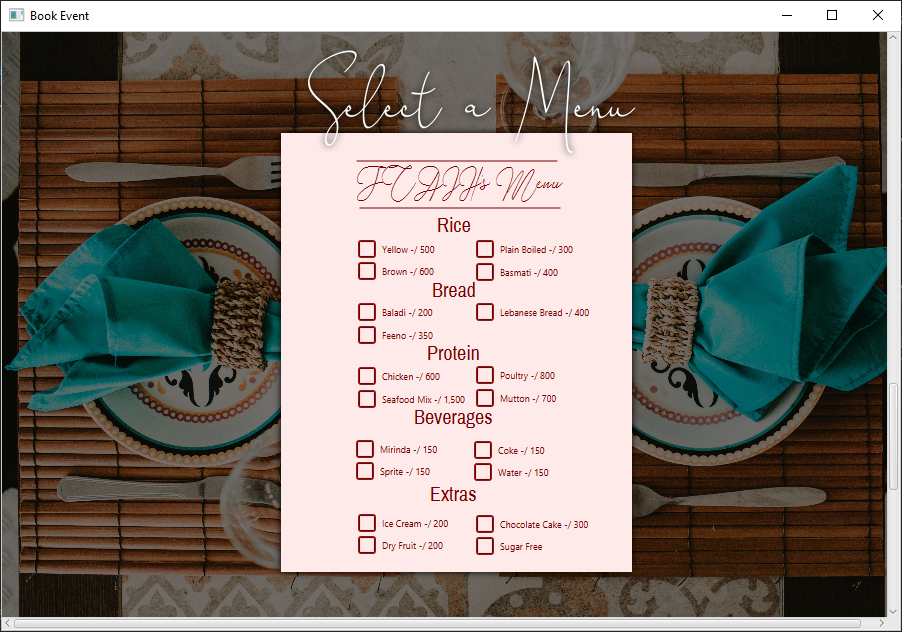 Book Event
Select a Menu
Menu
Rice
Yellow -/ 500 Plain Boiled -/ 300
Brown -/ 600 Basmati -/ 400
Bread
Baladi -/ 200 Lebanese Bread -/ 400
Feeno -/ 350
Protein
Chicken -/ 600 Poultry -/ 800
Seafood Mix -/ 1,500 Mutton -/ 700
Beverages
Mirinda -/ 150 Coke -/ 150
Sprite -/ 150 Water -/ 150
Extras
Ice Cream -/ 200 Chocolate Cake -/ 300
Dry Fruit -/ 200 Sugar Free